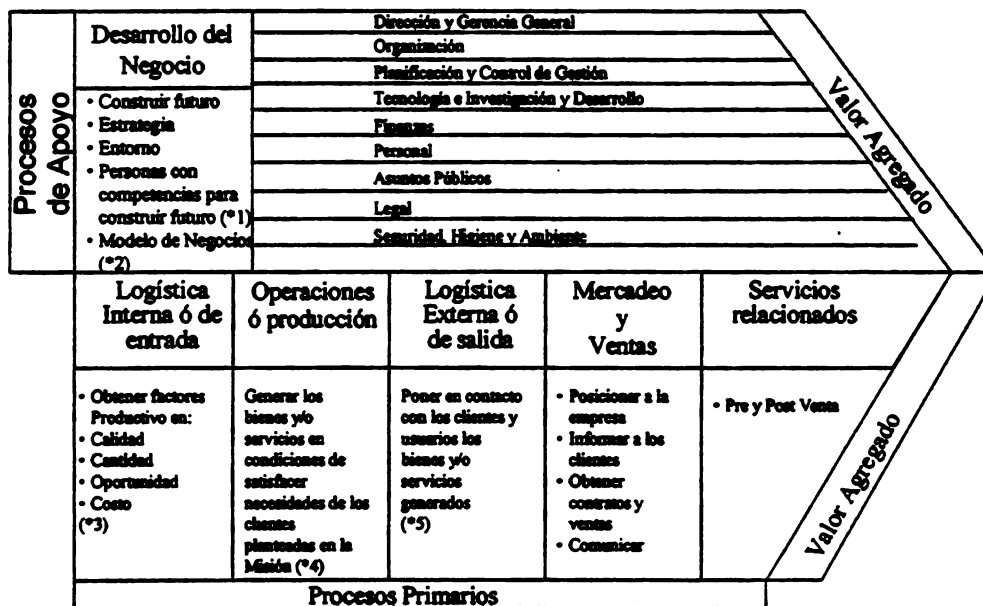 Procesos
de Apoyo
Desarrollo del
Negocio
• Construir futuro
• Estrategia
• Entorno
• Personas con
competencias para
construir futuro (*1)
• Modelo de Negocios
(*2)
Dirección y Gerencia General
Organización
Planificación y Control de Gestión
Tecnología e Investigación y Desarrollo
Finanzas
Personal
Asuntos Públicos
Legal
Seguridad, Higiene y Ambiente
Valor Agregado
Logística
Interna ó de
entrada
• Obtener factores
Productivo en:
• Calidad
• Cantidad
• Oportunidad
• Costo
(*3)
Operaciones
ó producción
Generar los
bienes y/o
servicios en
condiciones de
satisfacer
necesidades de los
clientes
planteadas en la
Misión (*4)
Logística
Externa ó
de salida
Poner en contacto
con los clientes y
usuarios los
bienes y/o
servicios
generados
(*5)
Mercadeo
y
Ventas
• Posicionar a la
empresa
• Informar a los
clientes
• Obtener
contratos y
ventas
• Comunicar
Servicios
relacionados
• Pre y Post Venta
Valor Agregado
Procesos Primarios